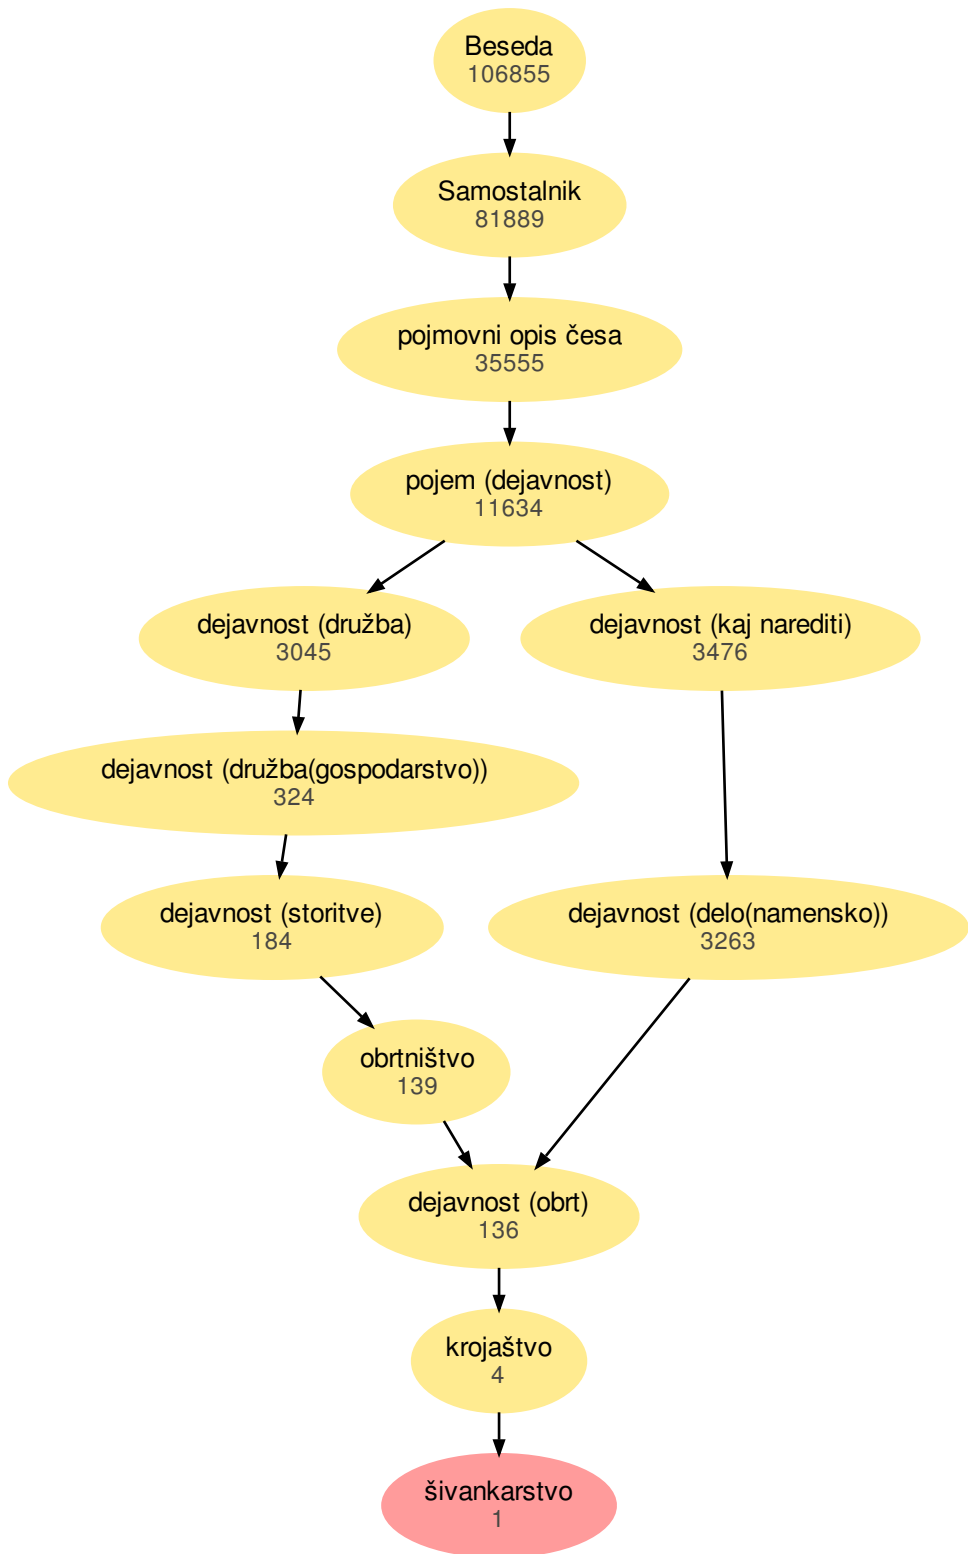 Beseda
106855
Samostalnik
81889
pojmovni opis česa
35555
pojem (dejavnost)
11634
dejavnost (družba)
3045
dejavnost (kaj narediti)
3476
dejavnost (družba(gospodarstvo))
324
dejavnost (storitve)
184
dejavnost (delo(namensko))
3263
obrtništvo
139
dejavnost (obrt)
136
krojaštvo
4
šivankarstvo
1